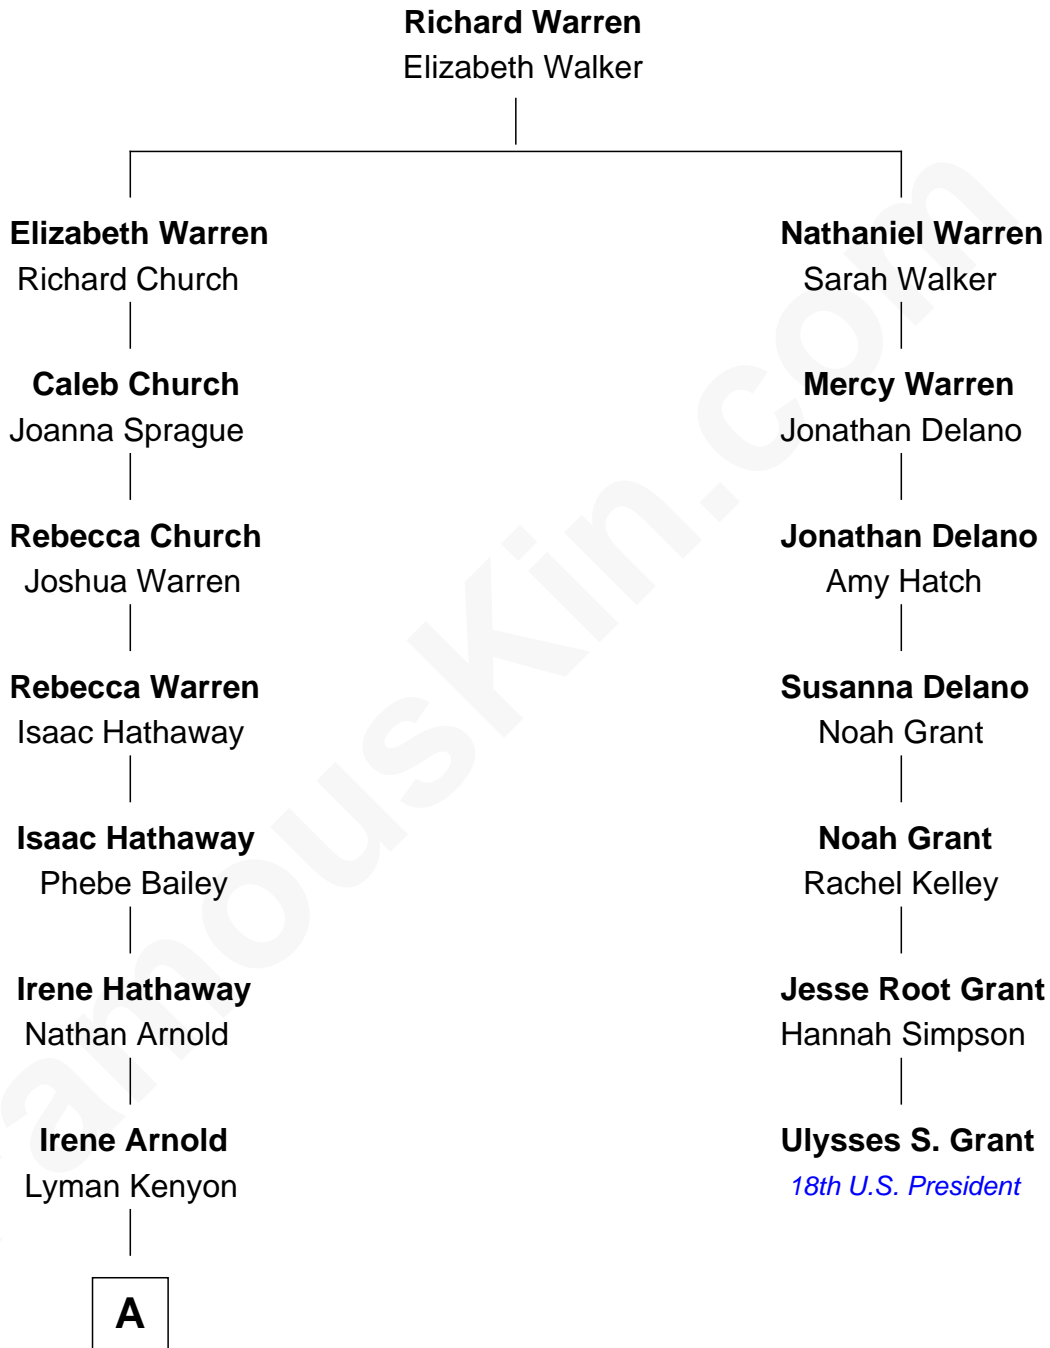 Richard Warren
Elizabeth Walker
Elizabeth Warren
Richard Church
Caleb Church
Joanna Sprague
Rebecca Church
Joshua Warren
Rebecca Warren
Isaac Hathaway
Isaac Hathaway
Phebe Bailey
Irene Hathaway
Nathan Arnold
Irene Arnold
Lyman Kenyon
A
Nathaniel Warren
Sarah Walker
Mercy Warren
Jonathan Delano
Jonathan Delano
Amy Hatch
Susanna Delano
Noah Grant
Noah Grant
Rachel Kelley
Jesse Root Grant
Hannah Simpson
Ulysses S. Grant
18th U.S. President
amouskin.com